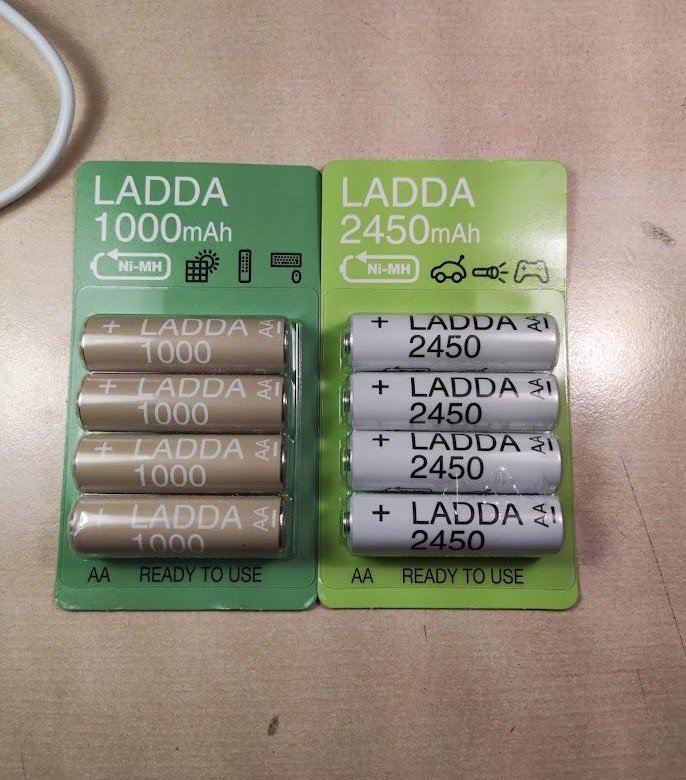 LADDA
1000mAh
Ni-MH
+ LADDA AA
1000
+ LADDA AA
1000
+ LADDA AA
1000
+ LADDA AA
1000
AA READY TO USE
LADDA
2450mAh
Ni-MH
+ LADDA AA
2450
+ LADDA AA
2450
+ LADDA AA
2450
+ LADDA AA
2450
AA READY TO USE